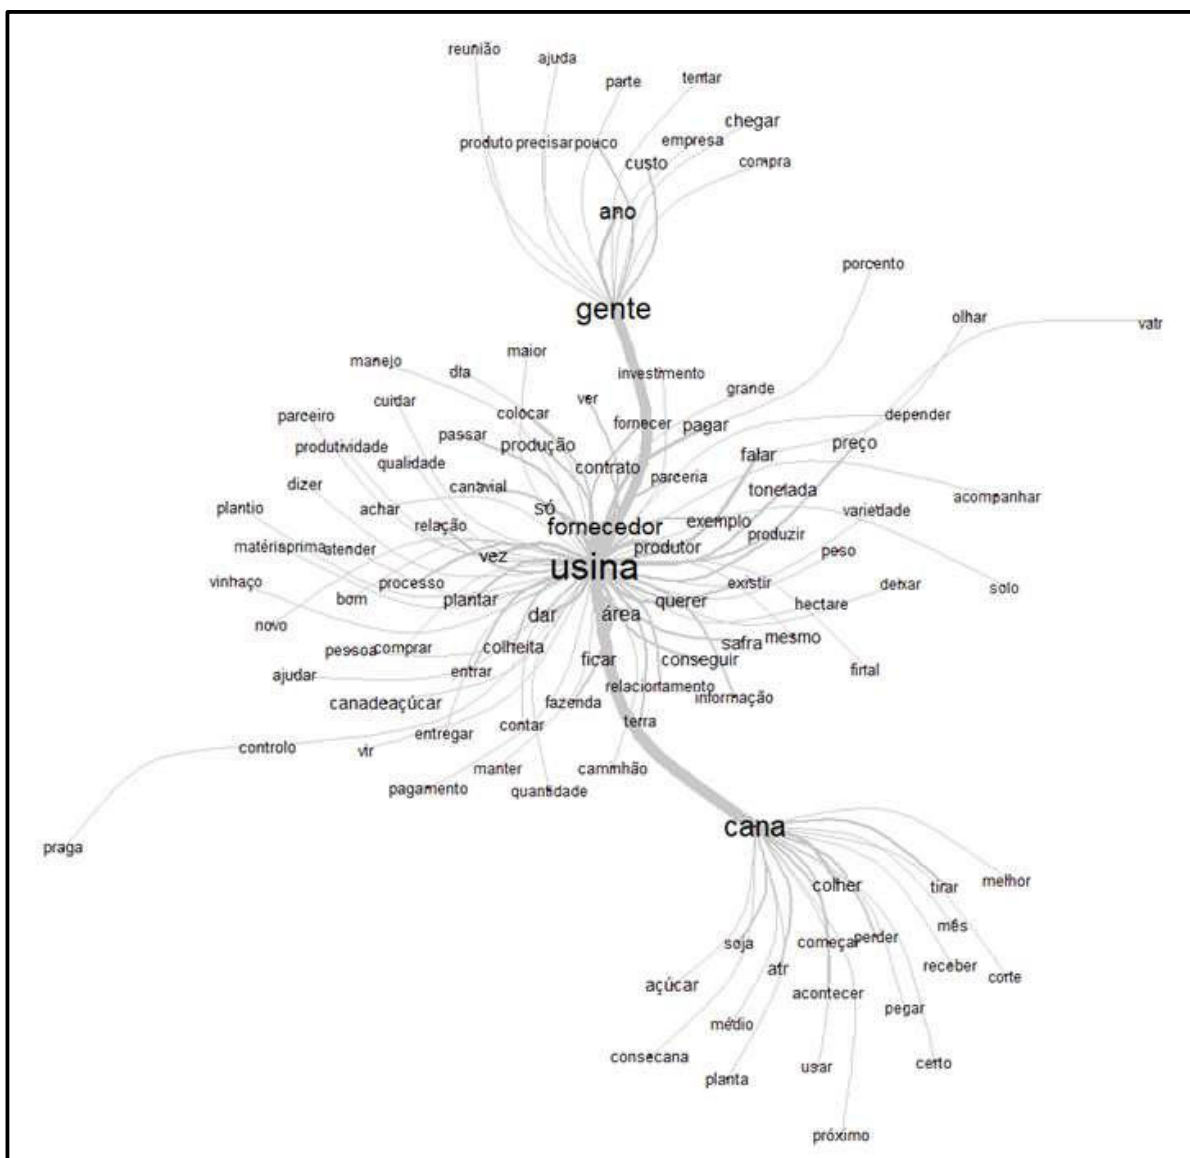 reunião
ajuda
parte
tentar
chegar
empresa
produto precisar pouco
custo
compra
ano
porcento
gente
olhar
vatr
maior
manejo
dia
investimento
grande
cuidar
ver
parceiro
colocar
fornecer
pagar
depender
passar
produção
preço
produtividade
falar
qualidade
contrato
parceria
dizer
canavial
tonelada
acompanhar
plantio
achar
só
variedade
relação
fornecedor
exemplo
produzir
matériaprima
atender
vez
produtor
peso
usina
vinhaço
processo
existir
deixar
solo
bom
plantar
querer
hectare
novo
dar
área
mesmo
safra
pessoa
comprar
colheita
ficar
conseguir
ajudar
entrar
firtal
relaciortamento
informação
canadeaçúcar
fazenda
contar
terra
entregar
controlo
vir
manter
caminhão
pagamento
quantidade
cana
praga
colher
tirar
melhor
mês
soja
começar
perder
atr
receber
corte
açúcar
acontecer
pegar
médio
consecana
usar
certo
planta
próximo